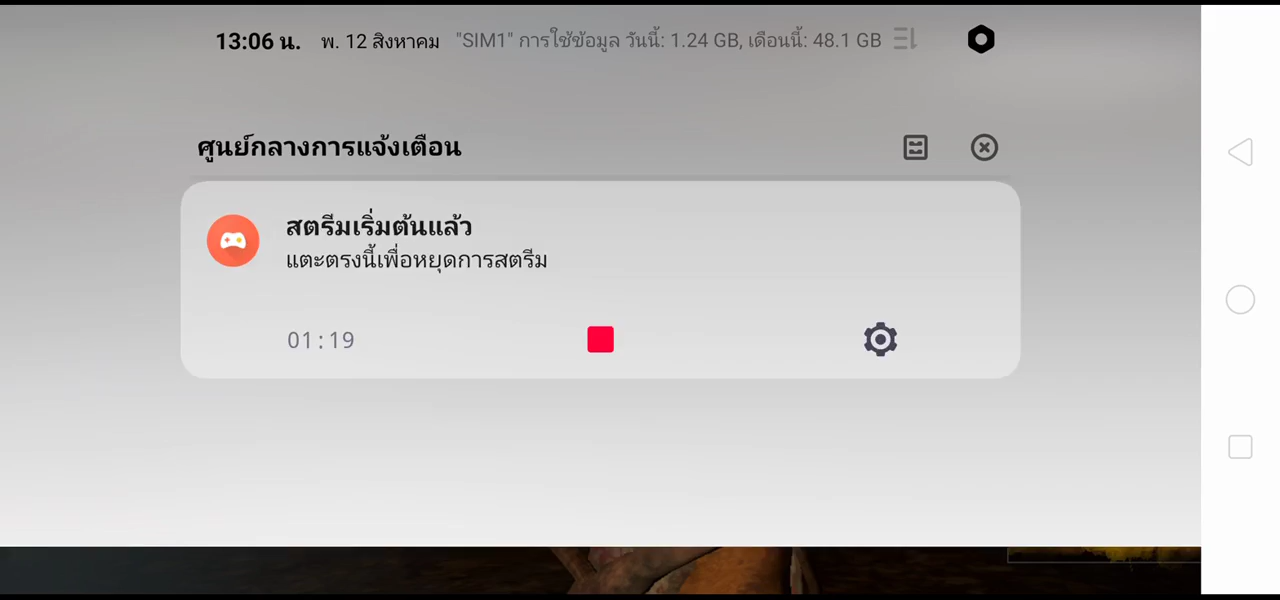 13:06 น. พ. 12 สิงหาคม "SIM1" การใช้ข้อมูล วันนี้: 1.24 GB, เดือนนี้: 48.1 GB
ศูนย์กลางการแจ้งเตือน
สตรีมเริ่มต้นแล้ว
แตะตรงนี้เพื่อหยุดการสตรีม
01:19